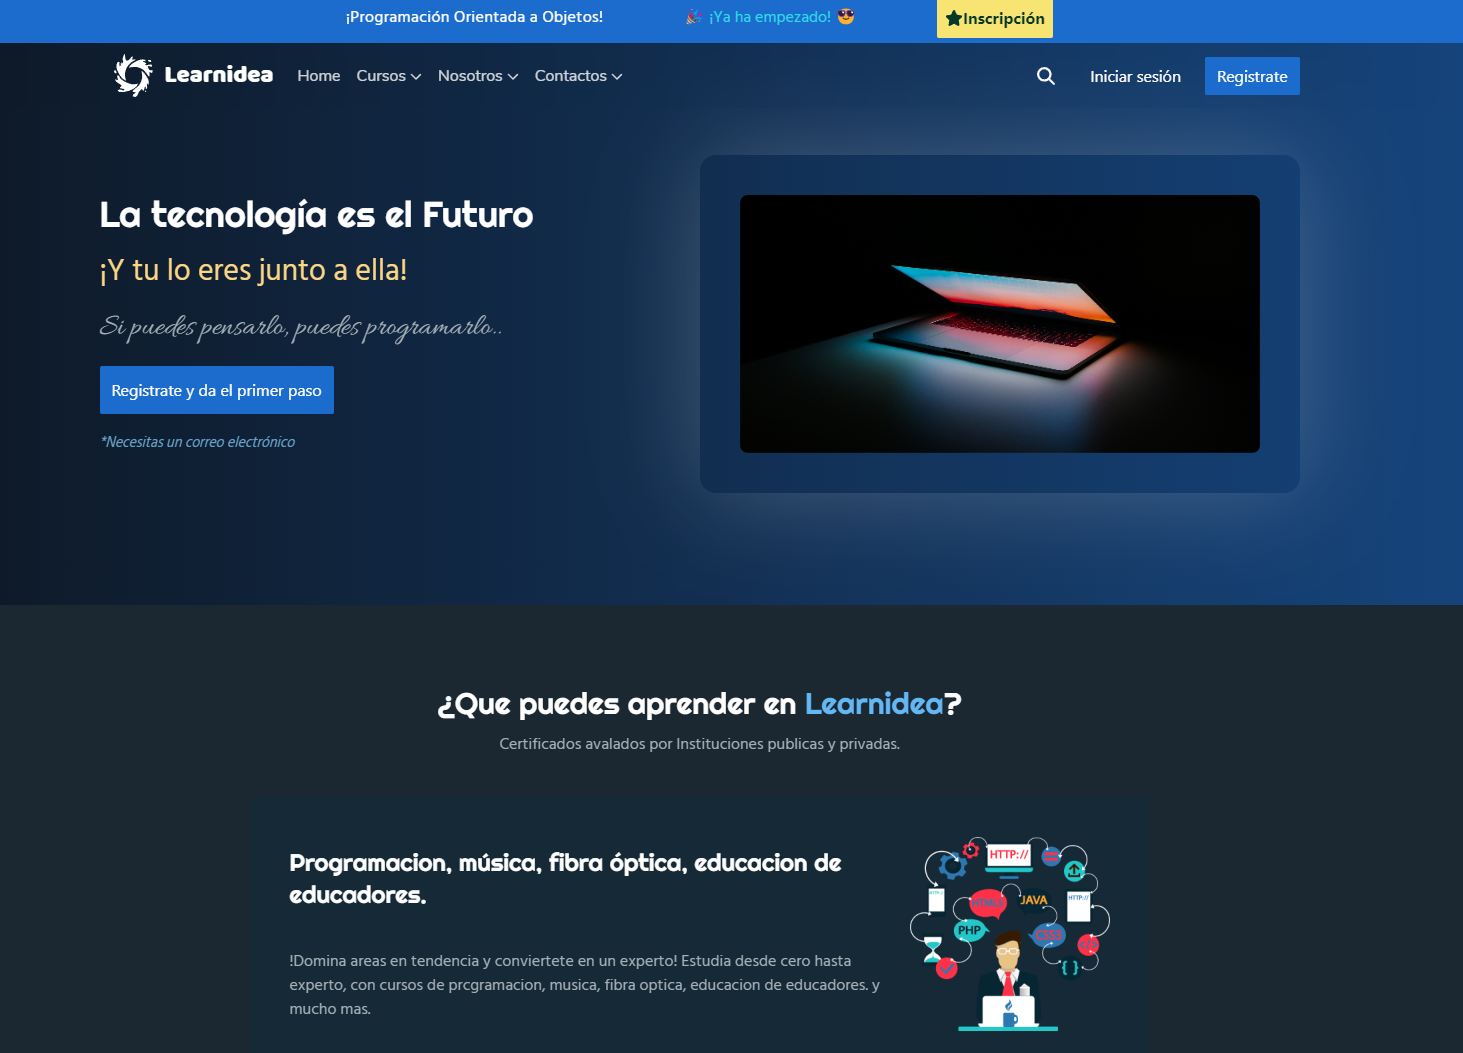 ¡Programación Orientada a Objetos!
🎉 ¡Ya ha empezado! 😎
★Inscripción
Learnidea
Home
Cursos
Nosotros
Contactos
Iniciar sesión
Registrate
La tecnología es el Futuro
¡Y tu lo eres junto a ella!
Si puedes pensarlo, puedes programarlo..
Registrate y da el primer paso
*Necesitas un correo electrónico
¿Que puedes aprender en Learnidea?
Certificados avalados por Instituciones publicas y privadas.
Programacion, música, fibra óptica, educacion de
educadores.
!Domina areas en tendencia y conviertete en un experto! Estudia desde cero hasta
experto, con cursos de prcgramacion, musica, fibra optica, educacion de educadores. y
mucho mas.
HTTP://
HTTP://
HTML5
JAVA
PHP
CSS3
</>
{ }